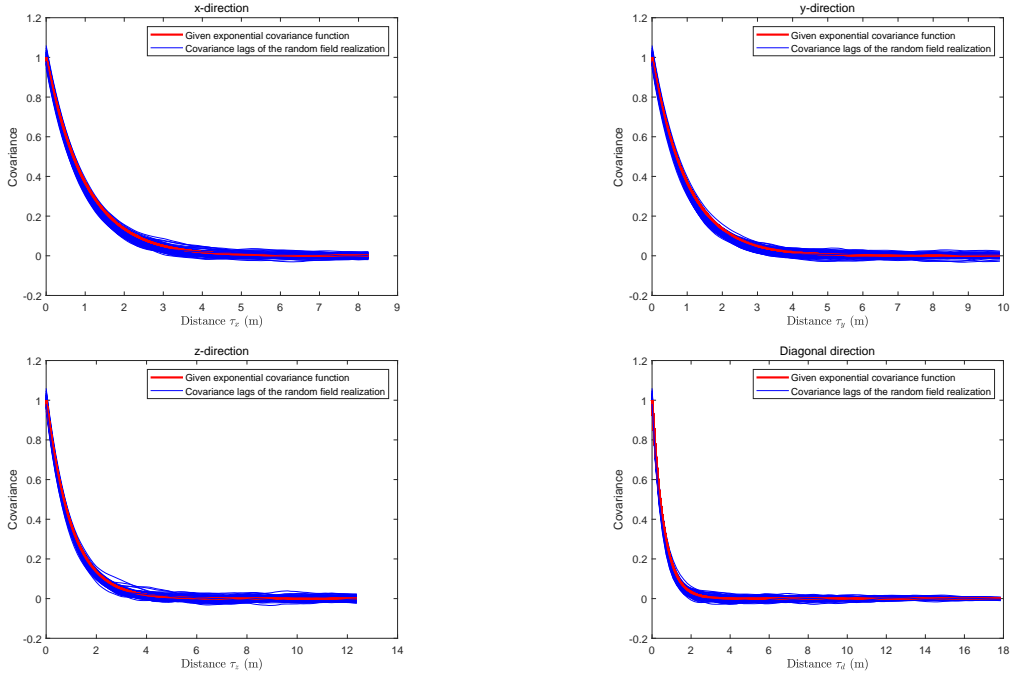 x-direction
Given exponential covariance function
Covariance lags of the random field realization
Covariance
1.2
1
0.8
0.6
0.4
0.2
0
-0.2
0 1 2 3 4 5 6 7 8 9
Distance τx (m)
y-direction
Given exponential covariance function
Covariance lags of the random field realization
Covariance
1.2
1
0.8
0.6
0.4
0.2
0
-0.2
0 1 2 3 4 5 6 7 8 9 10
Distance τy (m)
z-direction
Given exponential covariance function
Covariance lags of the random field realization
Covariance
1.2
1
0.8
0.6
0.4
0.2
0
-0.2
0 2 4 6 8 10 12 14
Distance τz (m)
Diagonal direction
Given exponential covariance function
Covariance lags of the random field realization
Covariance
1.2
1
0.8
0.6
0.4
0.2
0
-0.2
0 2 4 6 8 10 12 14 16 18
Distance τd (m)